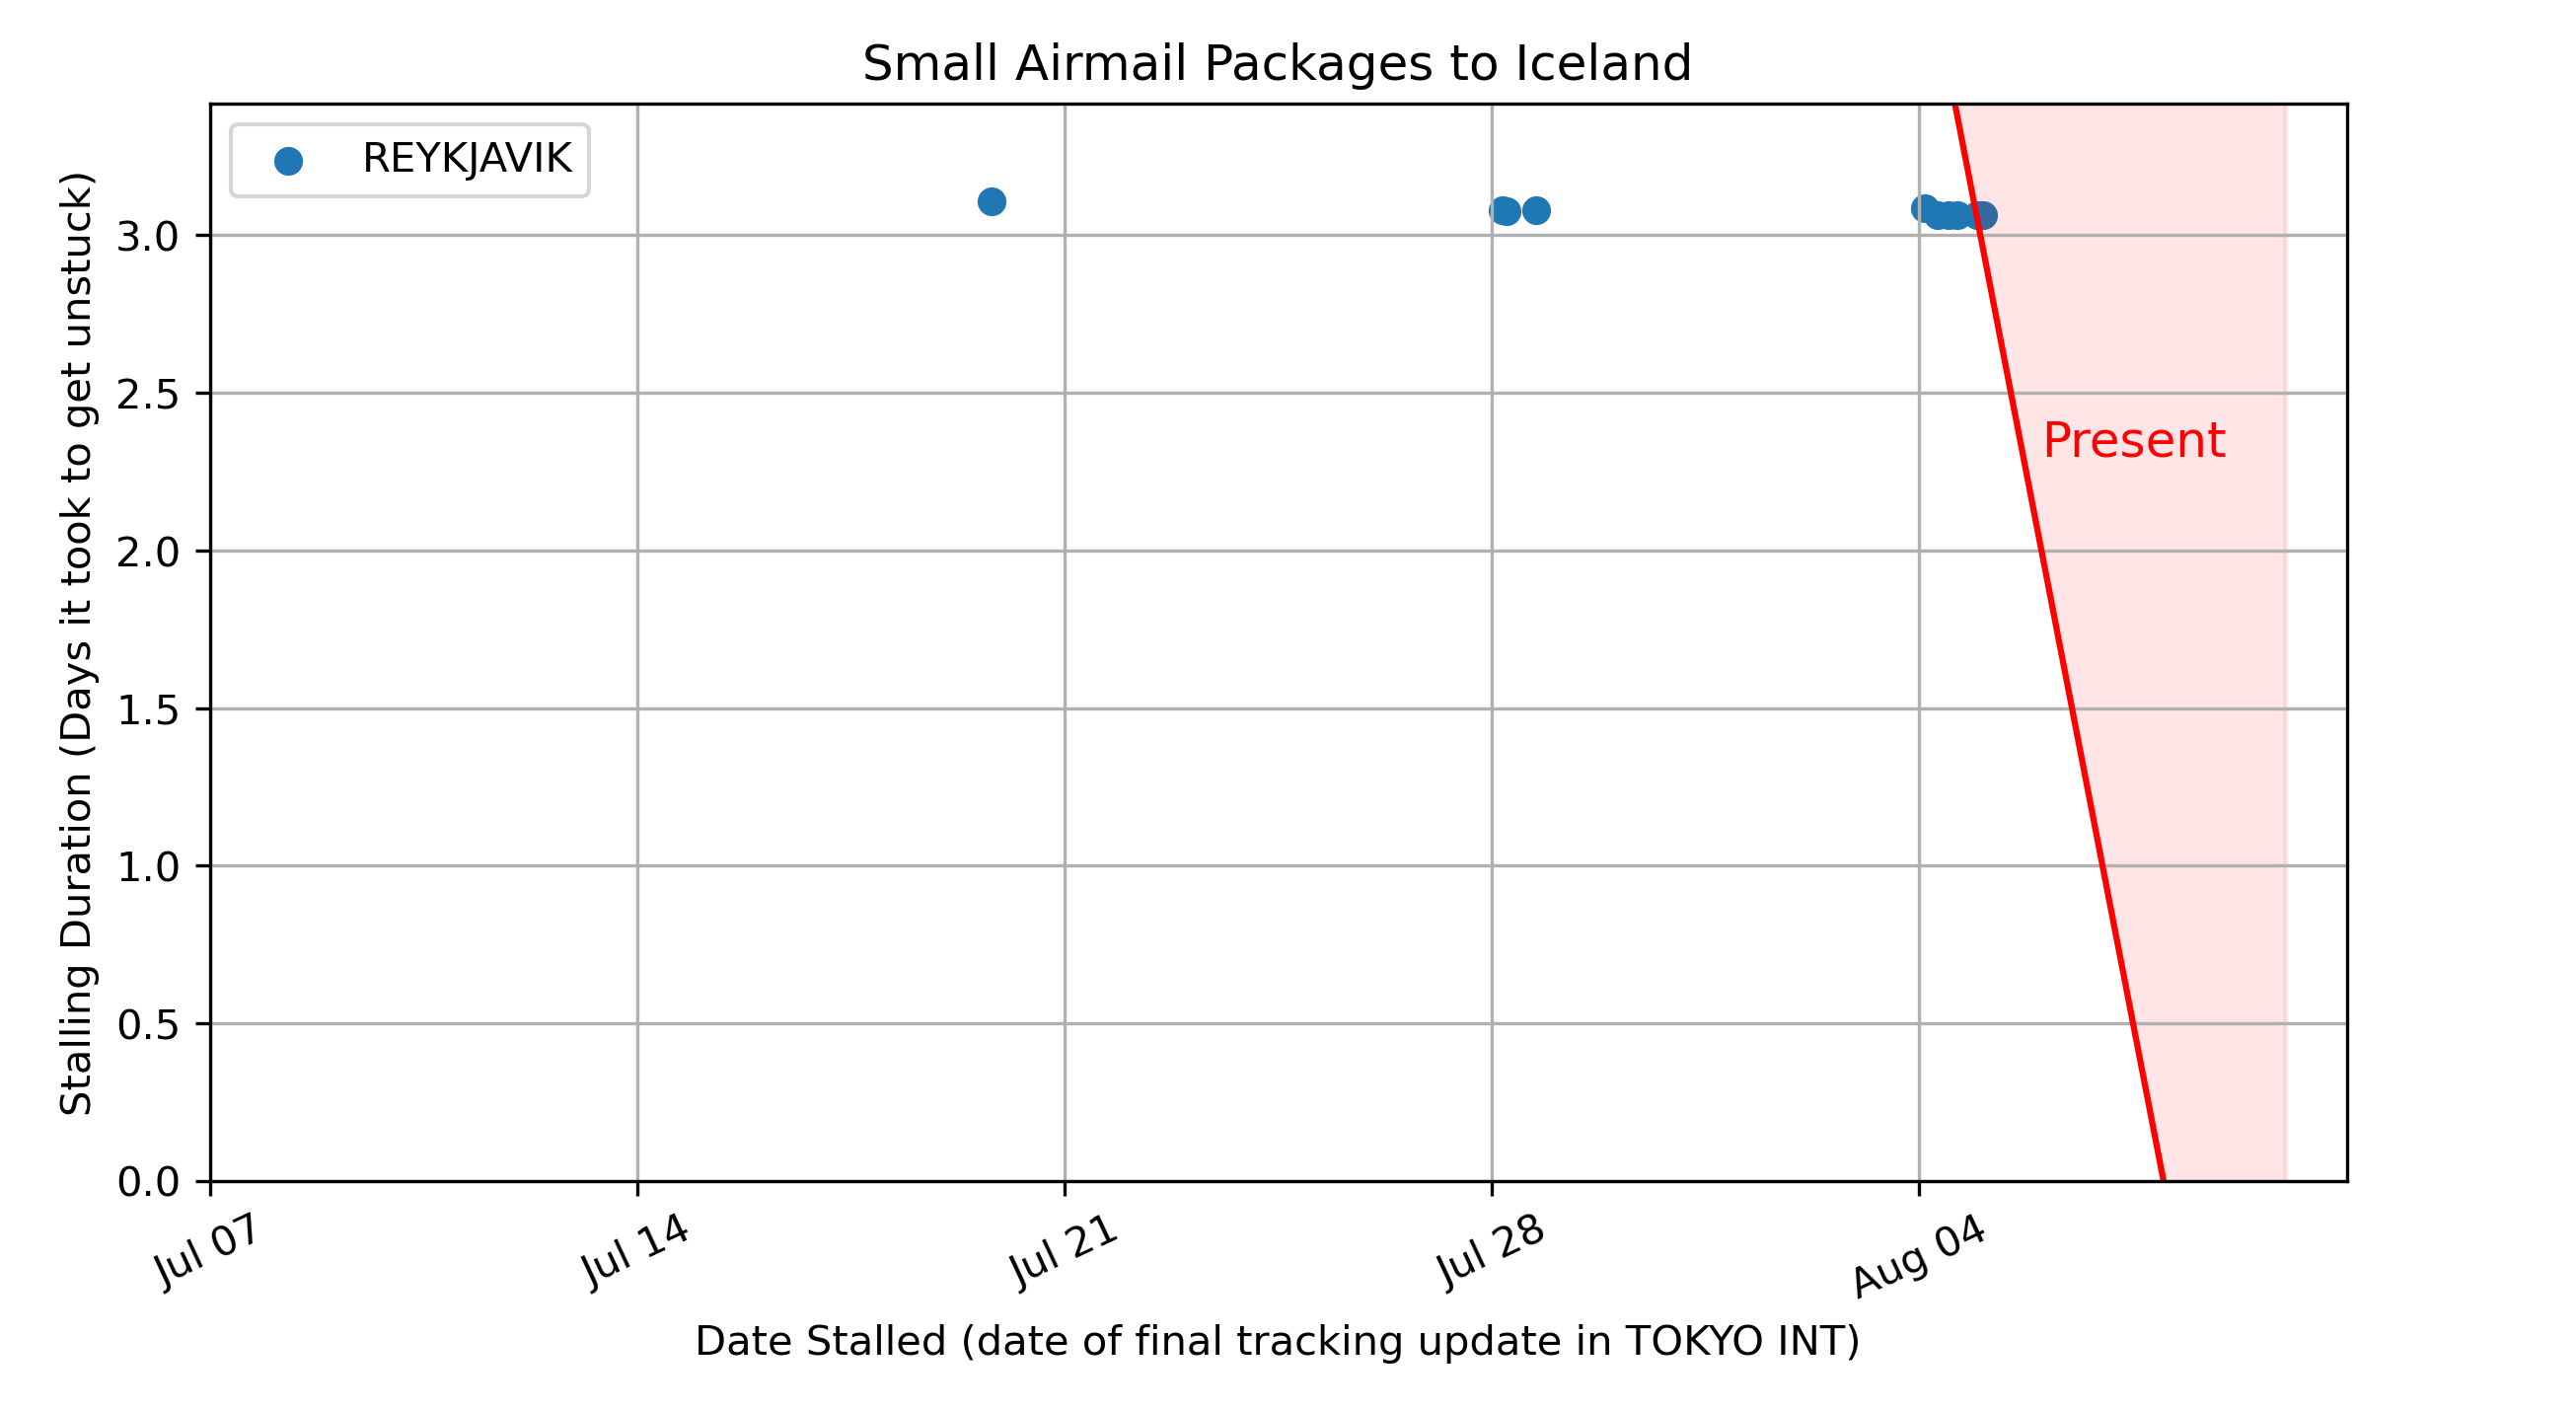 Small Airmail Packages to Iceland
REYKJAVIK
Stalling Duration (Days it took to get unstuck)
3.0
2.5
2.0
1.5
1.0
0.5
0.0
Present
Jul 07
Jul 14
Jul 21
Jul 28
Aug 04
Date Stalled (date of final tracking update in TOKYO INT)